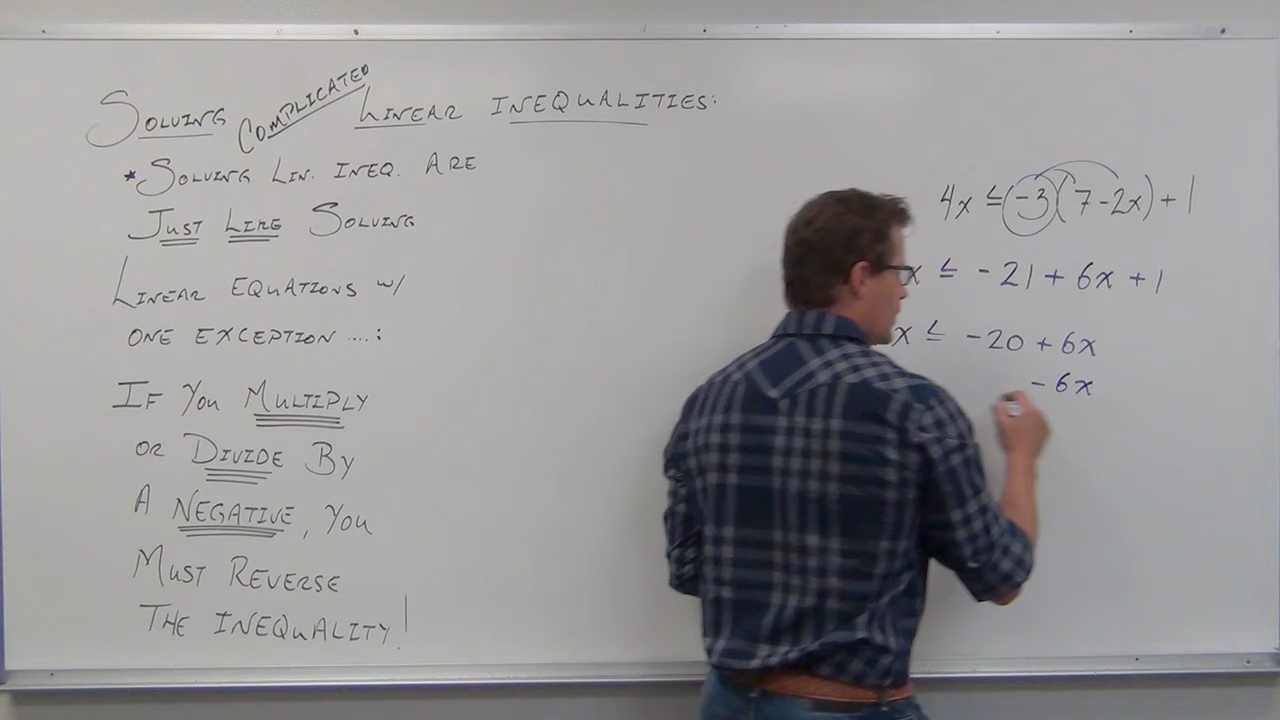 SOLVING COMPLICATED LINEAR INEQUALITIES:
*SOLVING LIN. INEQ. ARE
JUST LIKE SOLVING
LINEAR EQUATIONS W/
ONE EXCEPTION ....:
IF YOU MULTIPLY
OR DIVIDE BY
A NEGATIVE, YOU
MUST REVERSE
THE INEQUALITY!
4x ≤ -3(7-2x)+1
x ≤ -21 + 6x + 1
x ≤ -20 + 6x
-6x